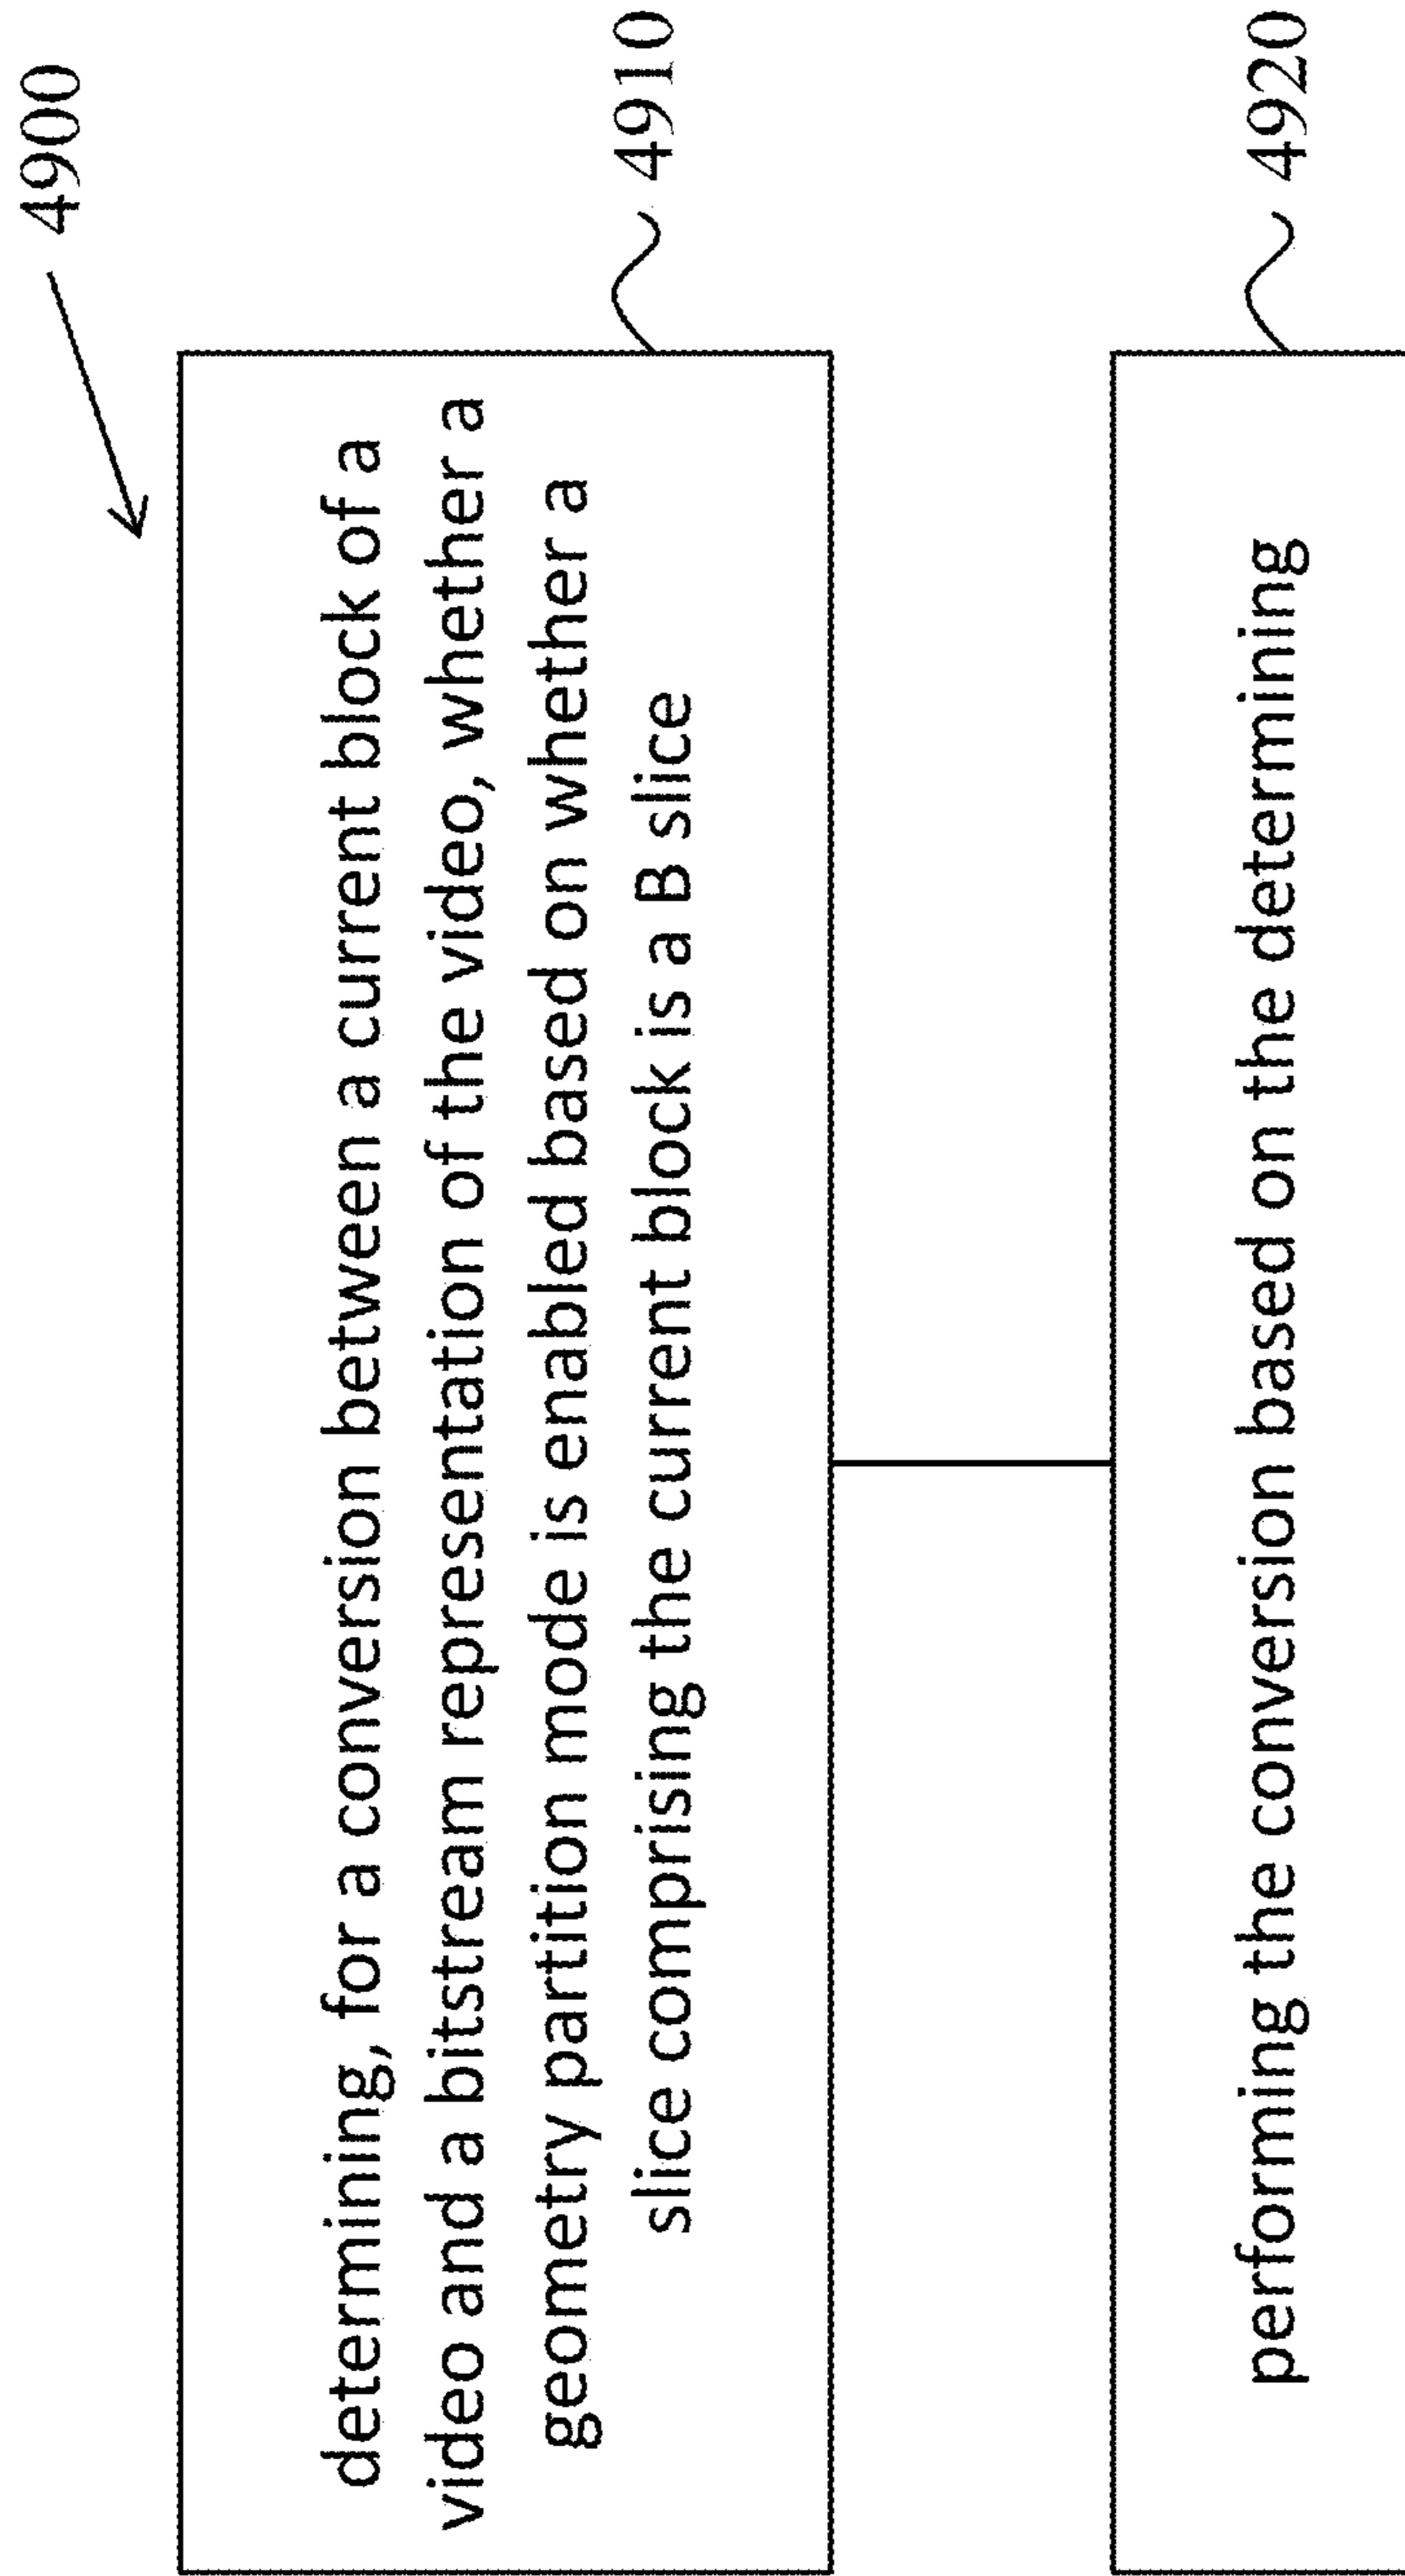 4900
determining, for a conversion between a current block of a
video and a bitstream representation of the video, whether a
geometry partition mode is enabled based on whether a
slice comprising the current block is a B slice
4910
performing the conversion based on the determining
4920